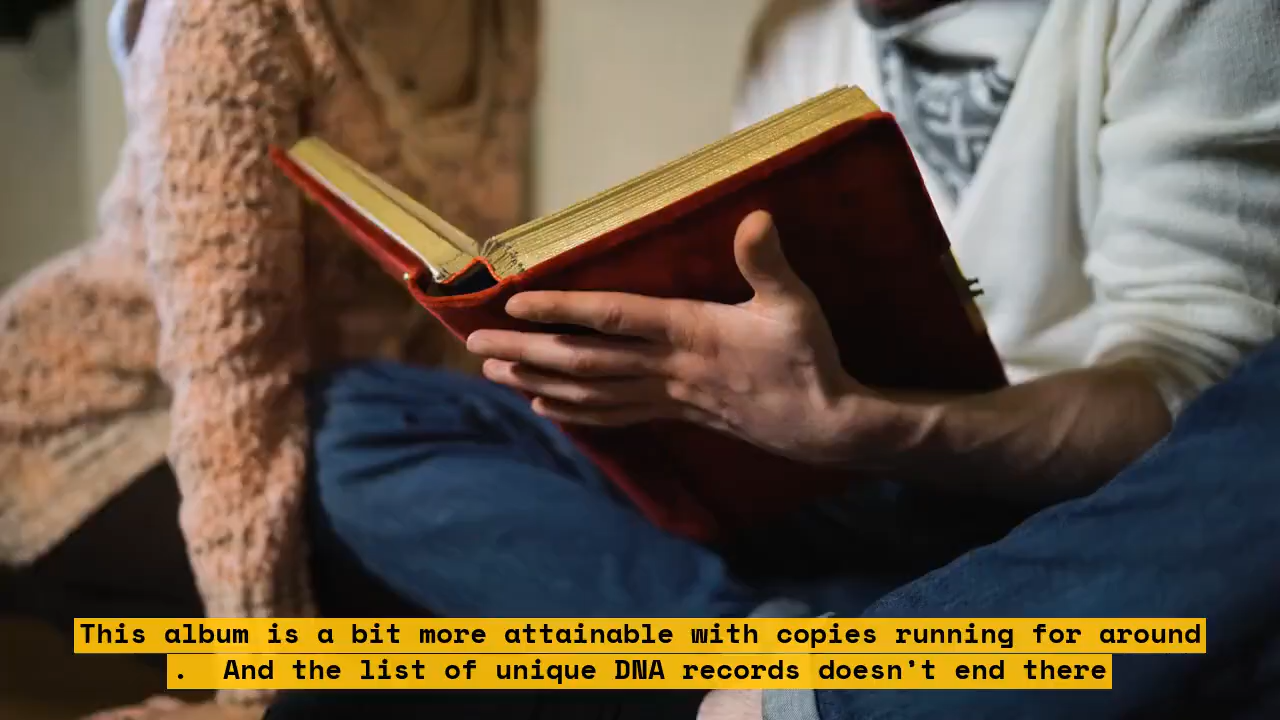 This album is a bit more attainable with copies running for around
.  And the list of unique DNA records doesn't end there